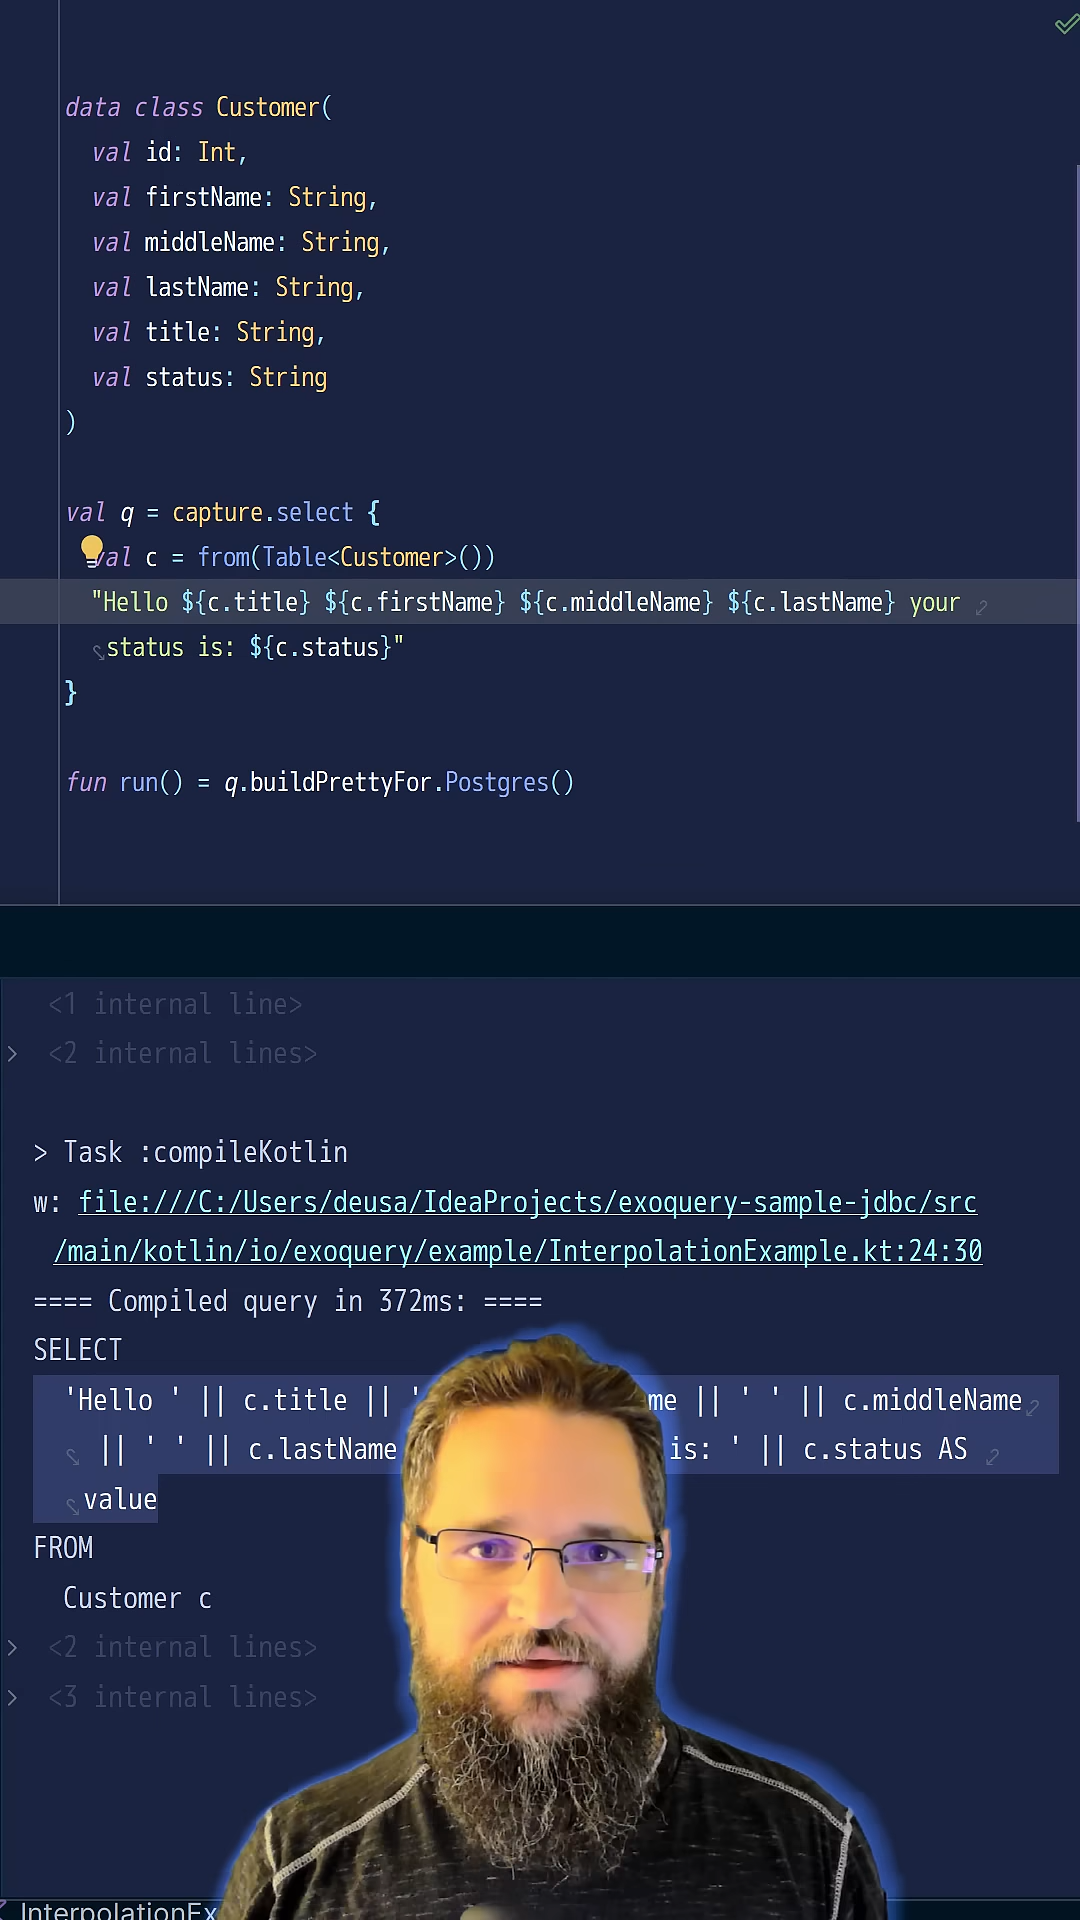 data class Customer(
val id: Int,
val firstName: String,
val middleName: String,
val lastName: String,
val title: String,
val status: String
)
val q = capture.select {
val c = from(Table<Customer>())
"Hello ${c.title} ${c.firstName} ${c.middleName} ${c.lastName} your
status is: ${c.status}"
}
fun run() = q.buildPrettyFor.Postgres()
<1 internal line>
<2 internal lines>
> Task :compileKotlin
w: file:///C:/Users/deusa/IdeaProjects/exoquery-sample-jdbc/src
/main/kotlin/io/exoquery/example/InterpolationExample.kt:24:30
==== Compiled query in 372ms: ====
SELECT
'Hello ' || c.title || ' me || ' ' || c.middleName
|| ' ' || c.lastName is: ' || c.status AS
value
FROM
Customer c
<2 internal lines>
<3 internal lines>
InterpolationEx